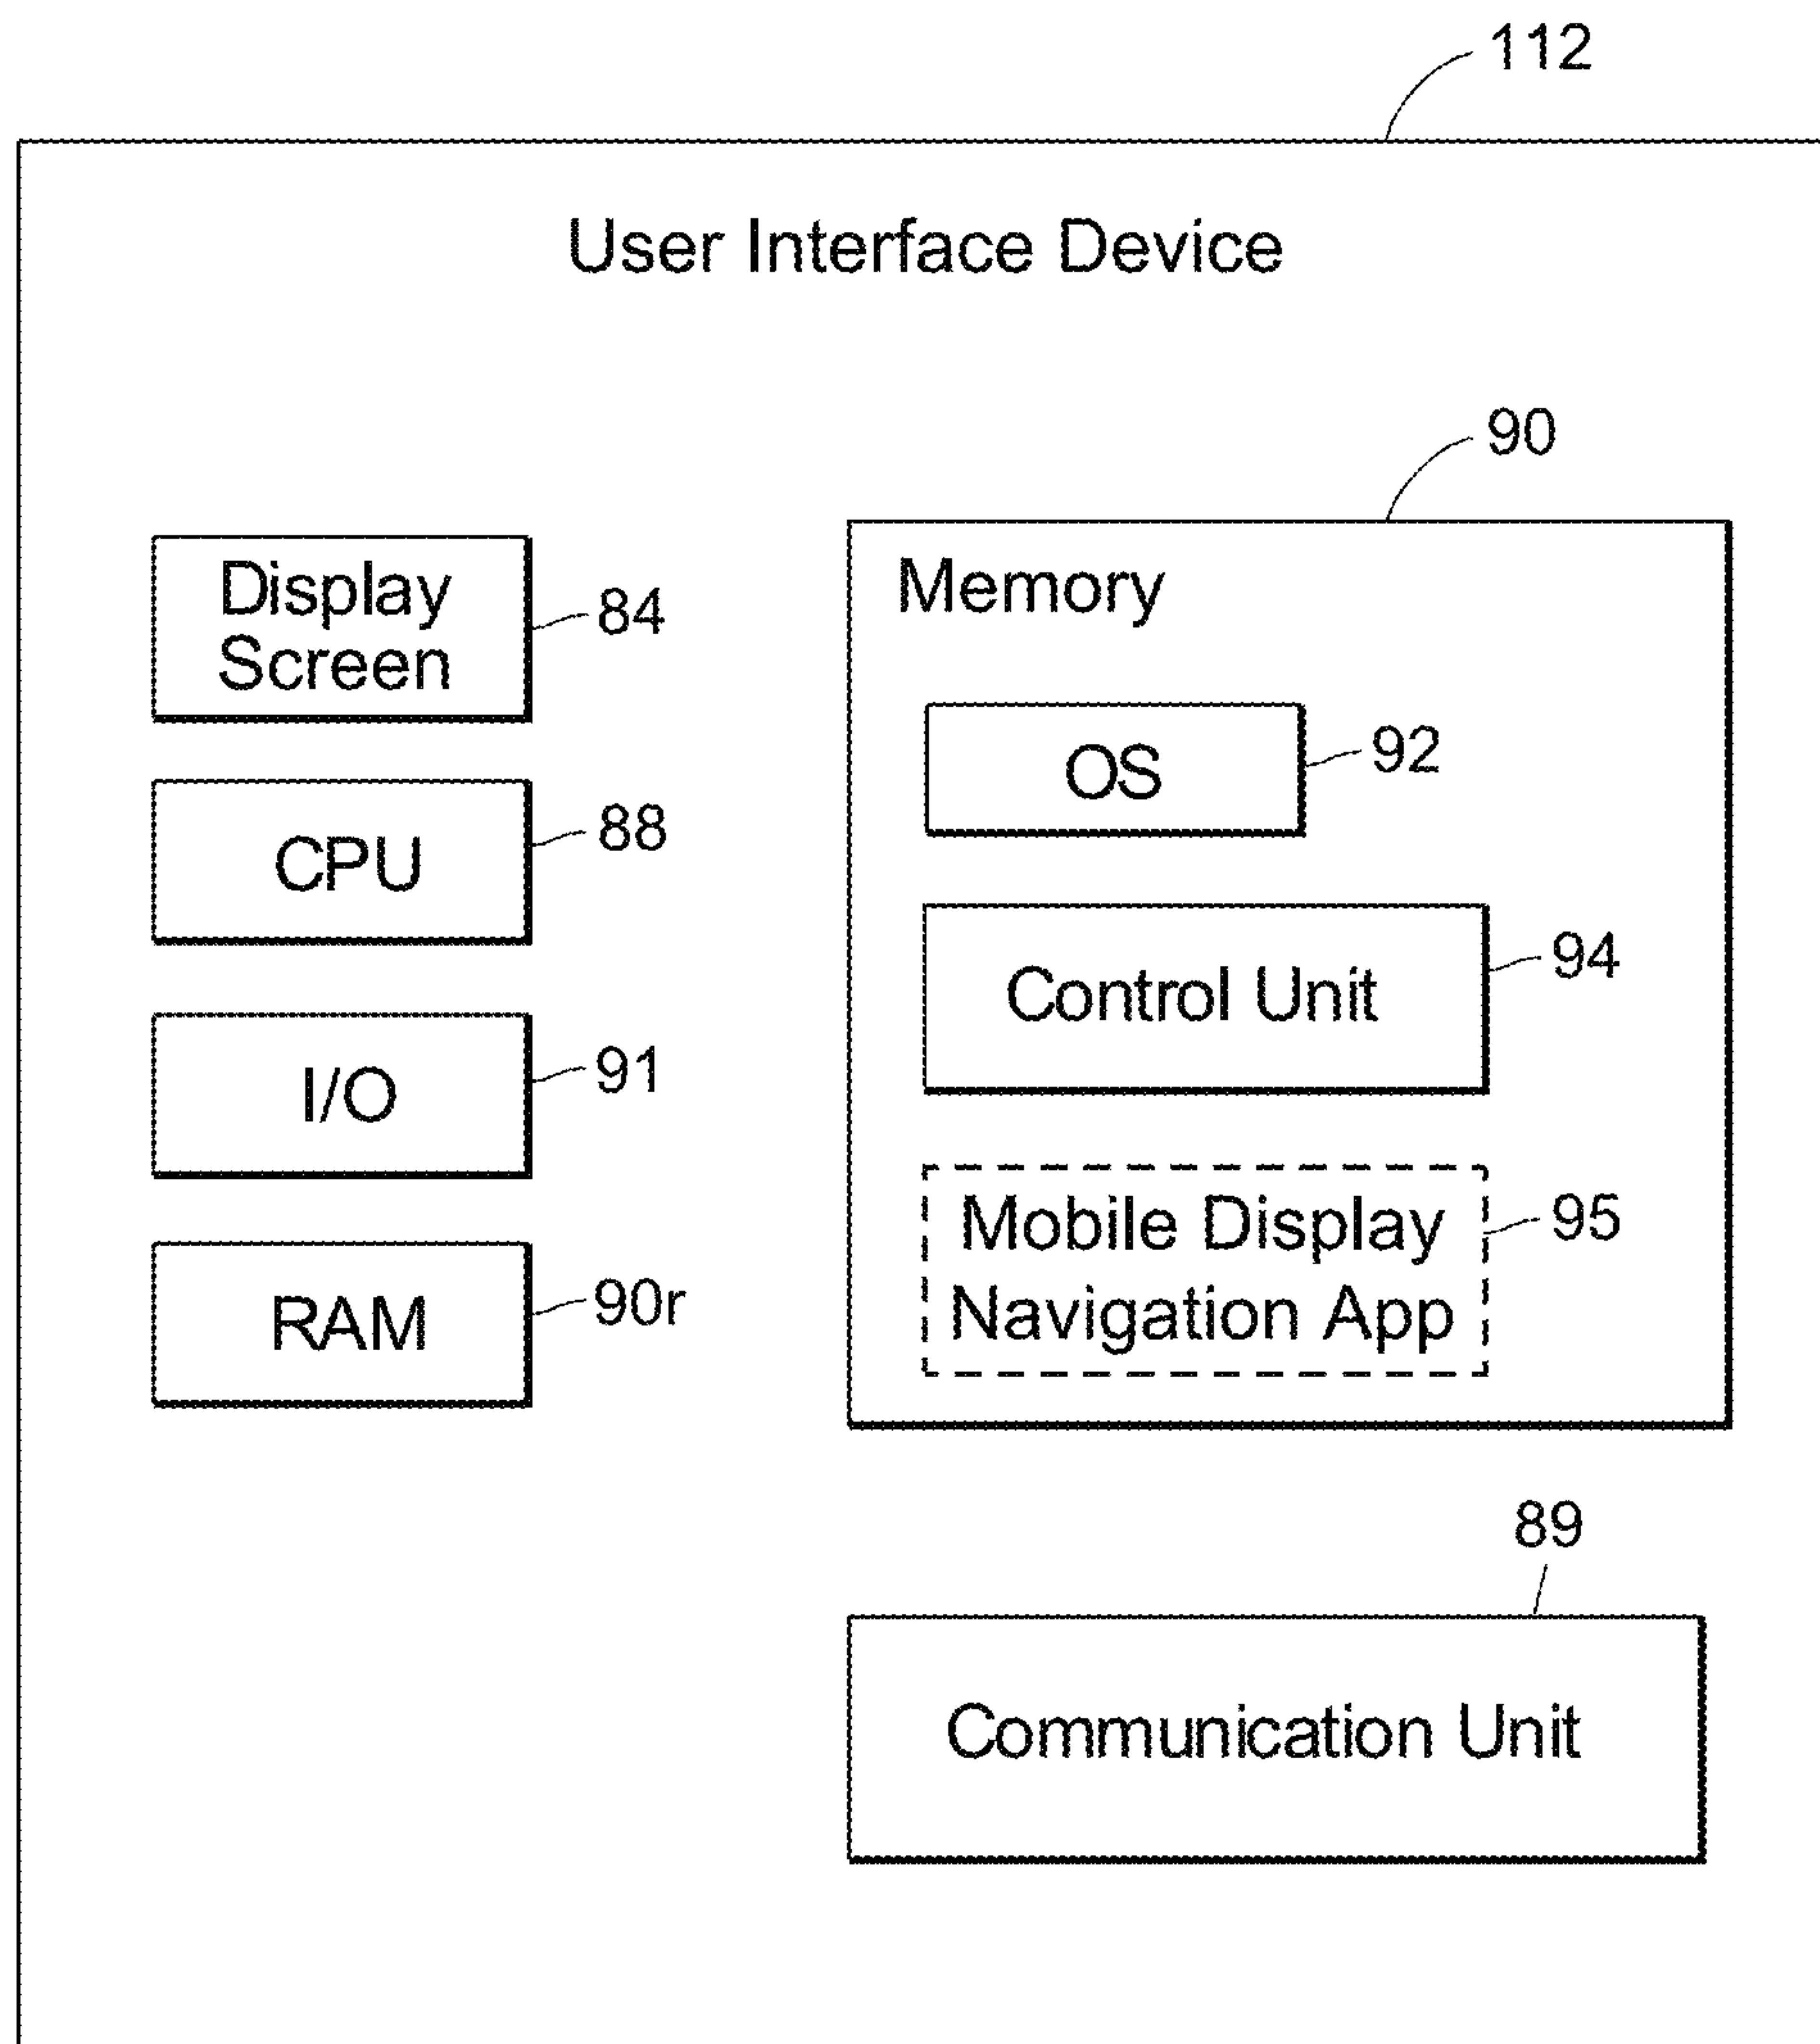 112
User Interface Device
90
Display
Screen
84
CPU
88
I/O
91
RAM
90r
Memory
OS
92
Control Unit
94
Mobile Display
Navigation App
95
89
Communication Unit